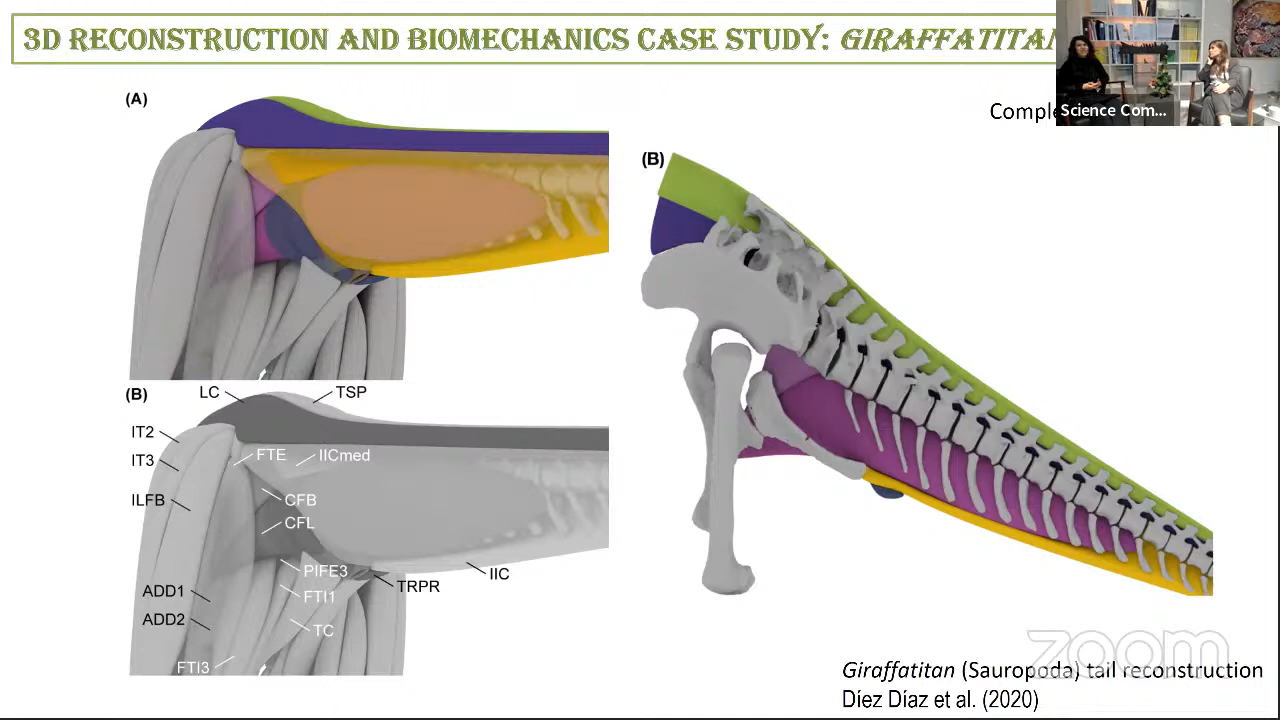 3D RECONSTRUCTION AND BIOMECHANICS CASE STUDY: GIRAFFATITAN
Science Com...
(A)
(B)
LC
TSP
IT2
IT3
ILFB
FTE
IICmed
CFB
CFL
PIFE3
FTI1
TC
TRPR
IIC
ADD1
ADD2
FTI3
(B)
zoom
Giraffatitan (Sauropoda) tail reconstruction
Díez Díaz et al. (2020)